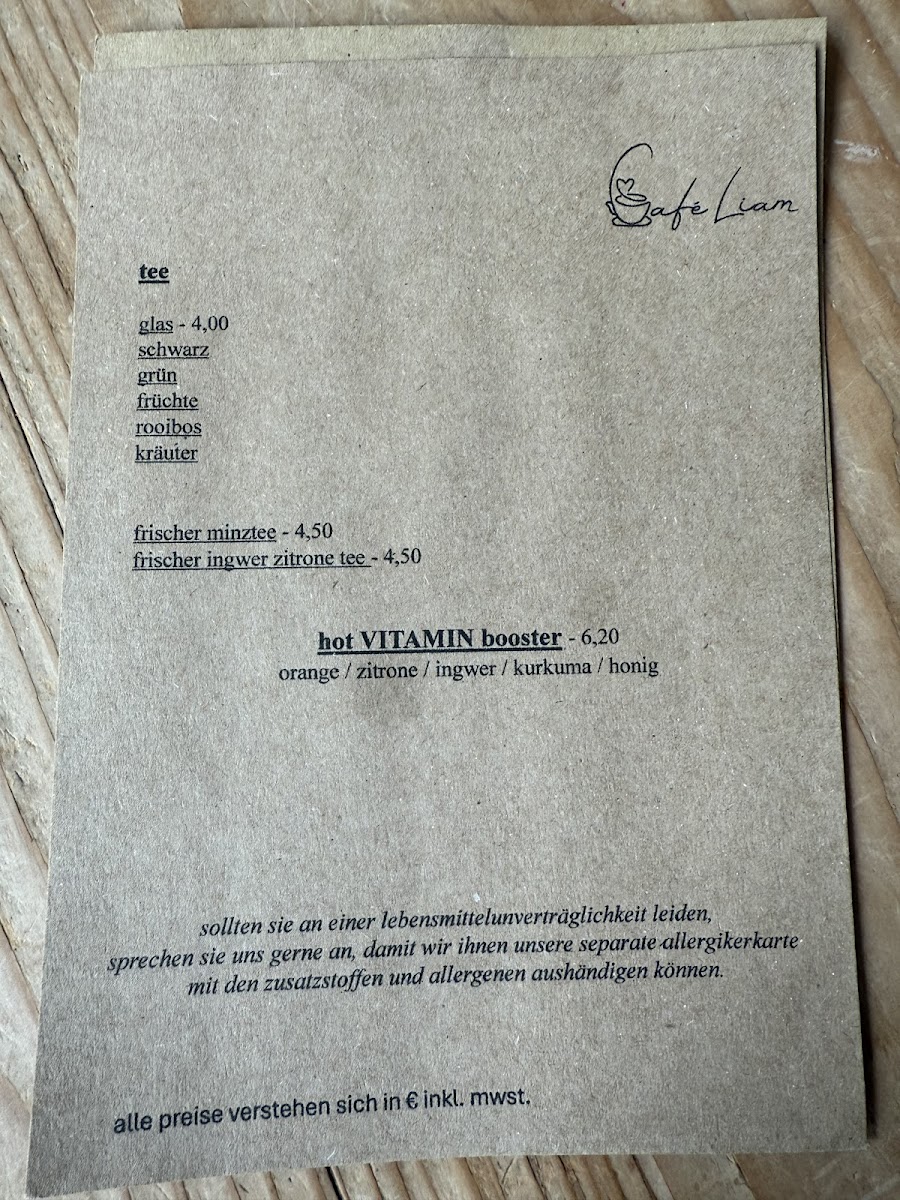 Café Liam
tee
glas - 4,00
schwarz
grün
früchte
rooibos
kräuter
frischer minztee - 4,50
frischer ingwer zitrone tee - 4,50
hot VITAMIN booster - 6,20
orange / zitrone / ingwer / kurkuma / honig
sollten sie an einer lebensmittelunverträglichkeit leiden,
sprechen sie uns gerne an, damit wir ihnen unsere separate allergikerkarte
mit den zusatzstoffen und allergenen aushändigen können.
alle preise verstehen sich in € inkl. mwst.